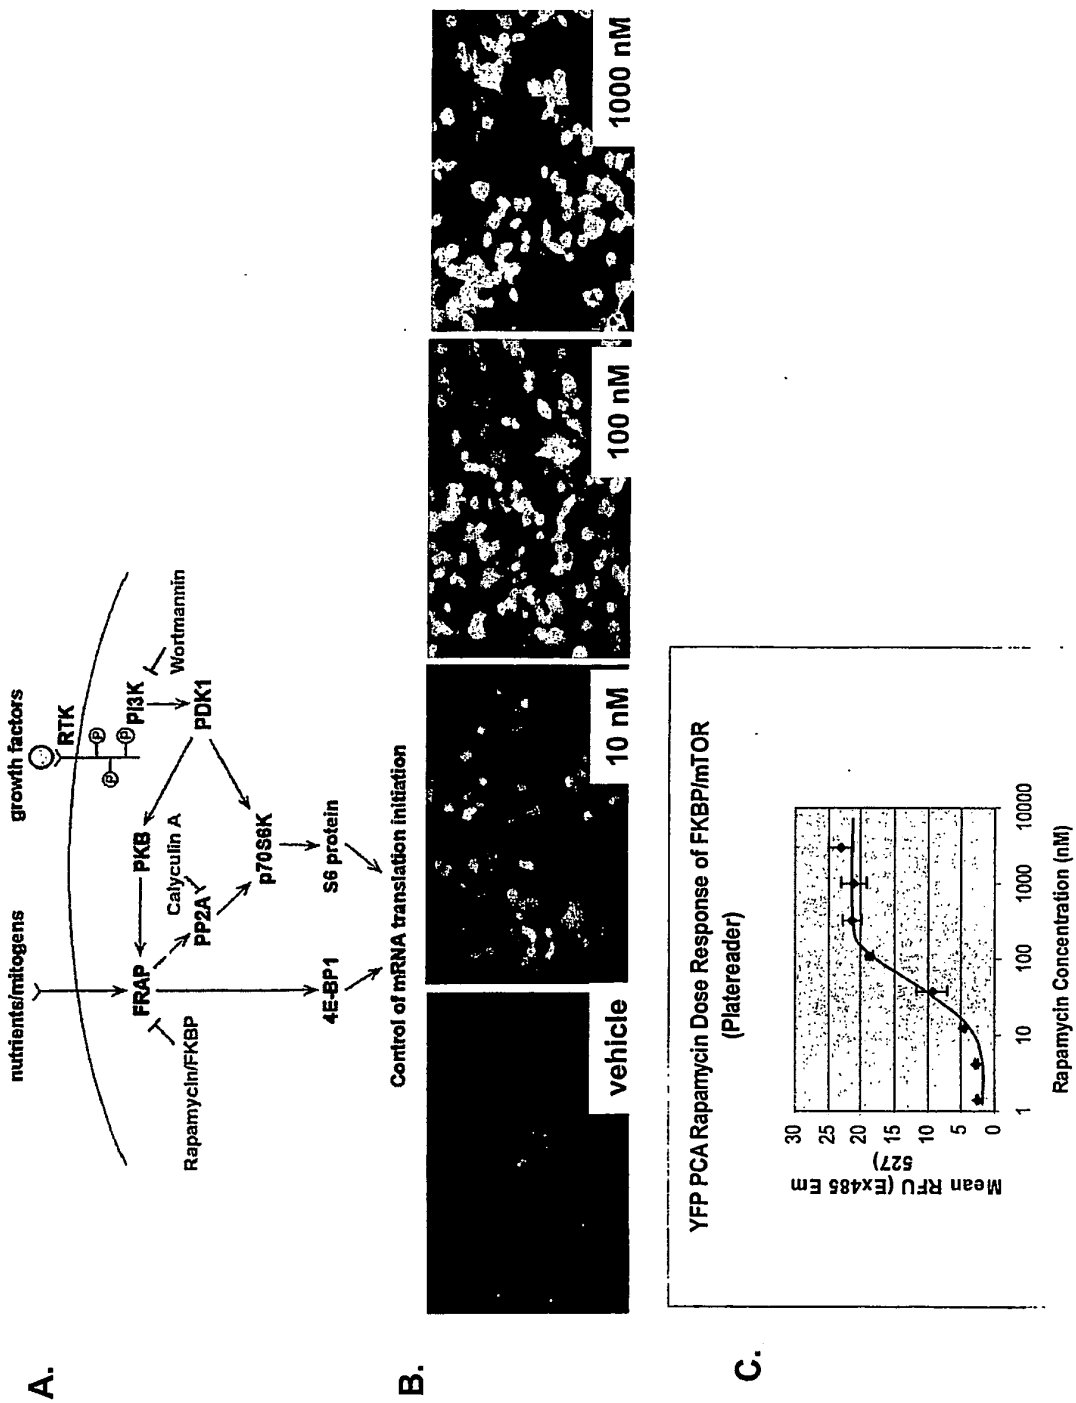 A.
nutrients/mitogens
growth factors
RTK
P
P
P
PI3K
Wortmannin
PDK1
PKB
Calyculin A
PP2A
FRAP
Rapamycin/FKBP
p70S6K
4E-BP1
S6 protein
Control of mRNA translation initiation
B.
vehicle
10 nM
100 nM
1000 nM
C.
YFP PCA Rapamycin Dose Response of FKBP/mTOR
(Platereader)
Mean RFU (Ex485 Em
527)
30
25
20
15
10
5
0
1
10
100
1000
10000
Rapamycin Concentration (nM)